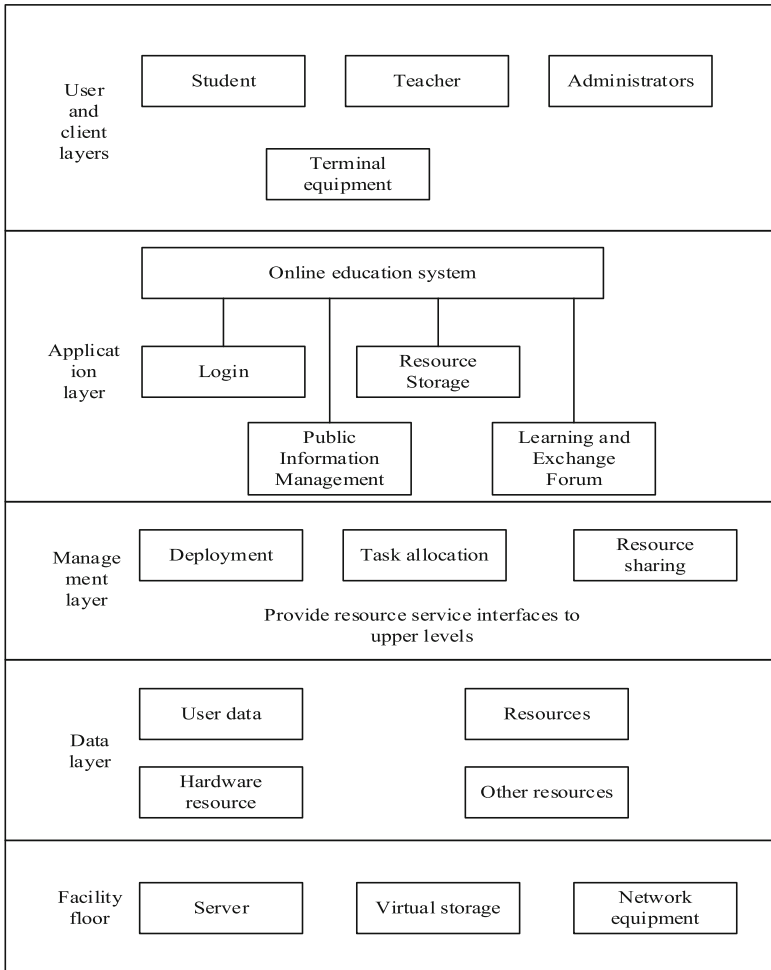 User
and
client
layers
Student
Teacher
Administrators
Terminal
equipment
Applicat
ion
layer
Online education system
Login
Resource
Storage
Public
Information
Management
Learning and
Exchange
Forum
Manage
ment
layer
Deployment
Task allocation
Resource
sharing
Provide resource service interfaces to
upper levels
Data
layer
User data
Resources
Hardware
resource
Other resources
Facility
floor
Server
Virtual storage
Network
equipment